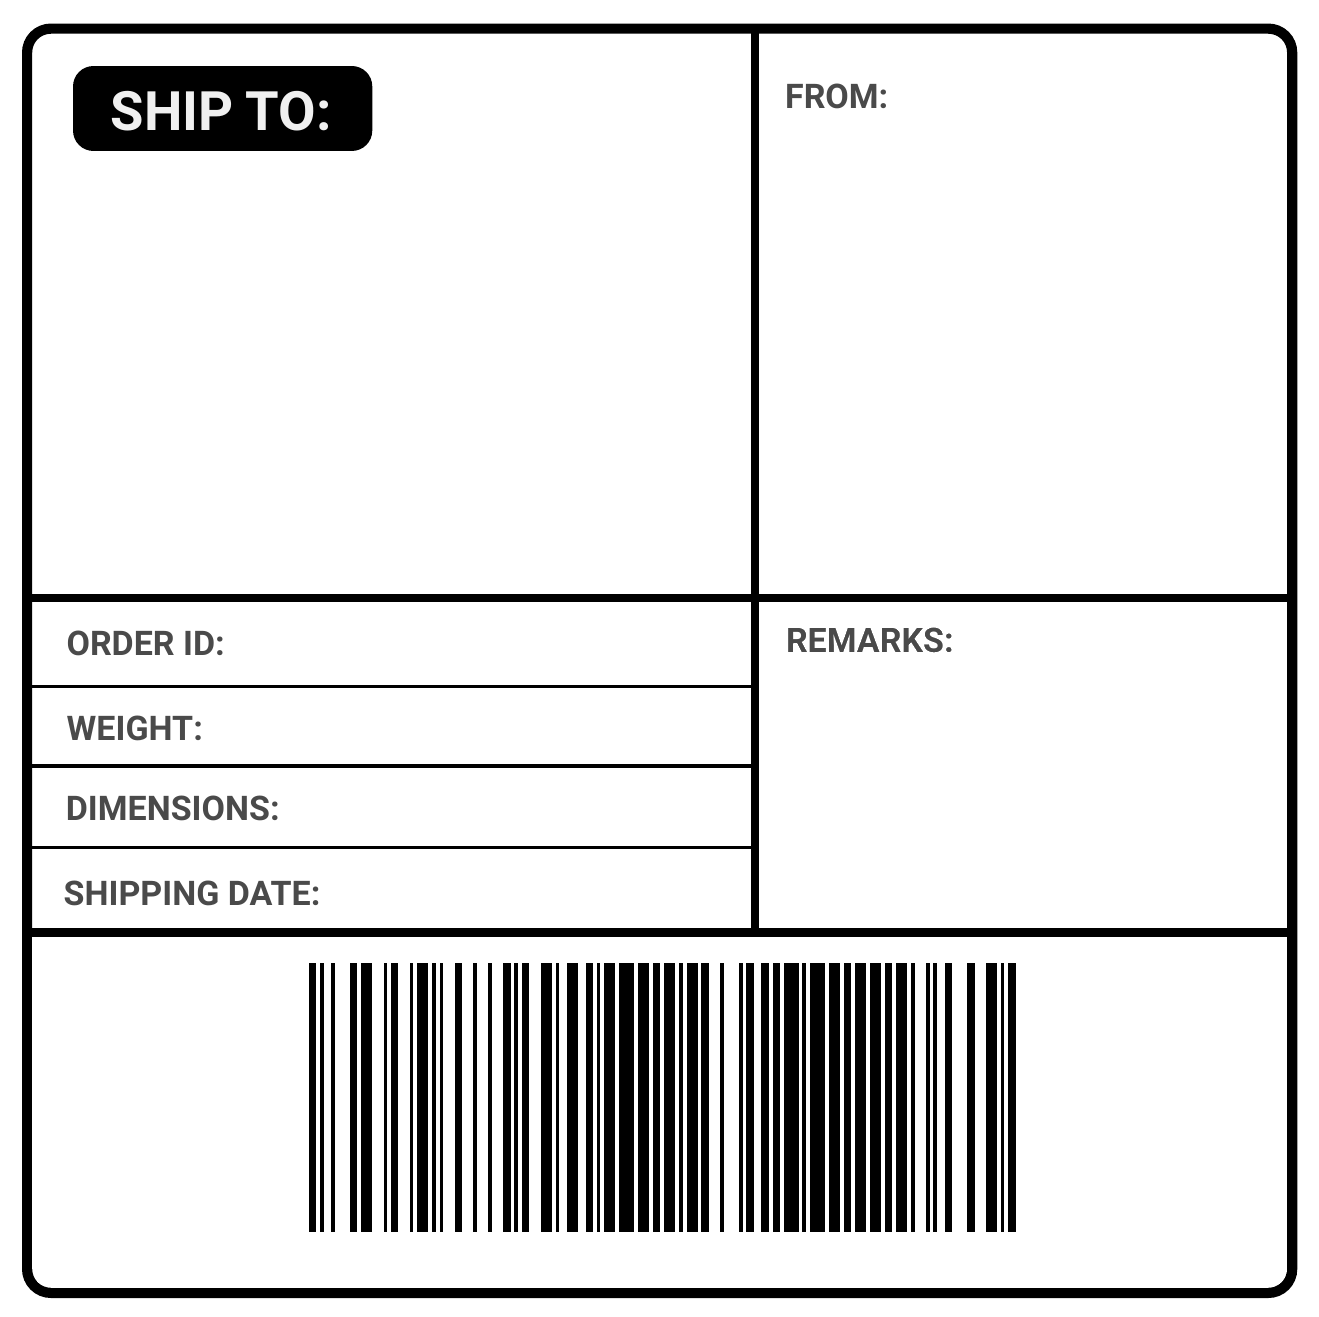 SHIP TO:
FROM:
ORDER ID:
WEIGHT:
DIMENSIONS:
SHIPPING DATE:
REMARKS: